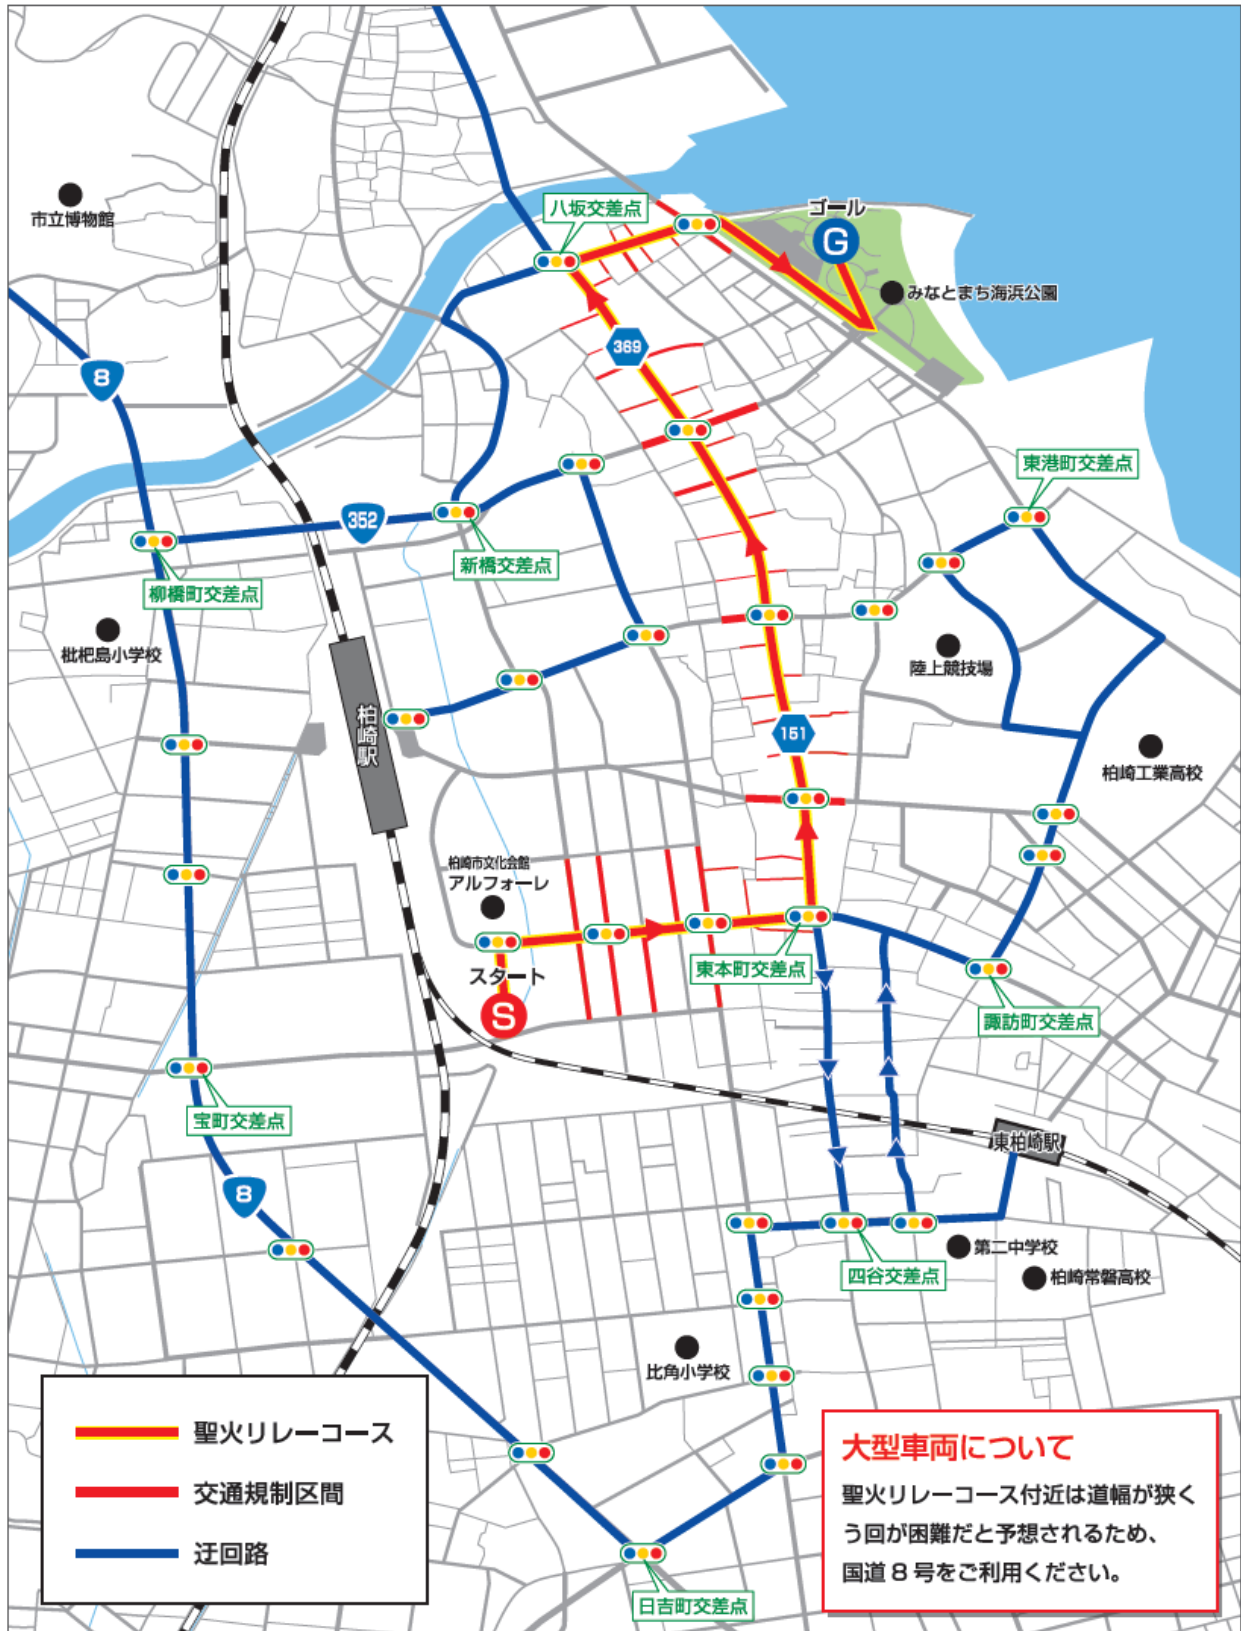 八坂交差点
ゴール
G
市立博物館
みなとまち海浜公園
369
8
東港町交差点
352
新橋交差点
柳橋町交差点
枇杷島小学校
陸上競技場
柏崎駅
151
柏崎工業高校
柏崎市文化会館
アルフォーレ
スタート
S
東本町交差点
諏訪町交差点
宝町交差点
東柏崎駅
8
第二中学校
四谷交差点
柏崎常磐高校
比角小学校
聖火リレーコース
交通規制区間
迂回路
大型車両について
聖火リレーコース付近は道幅が狭く
う回が困難だと予想されるため、
国道8号をご利用ください。
日吉町交差点